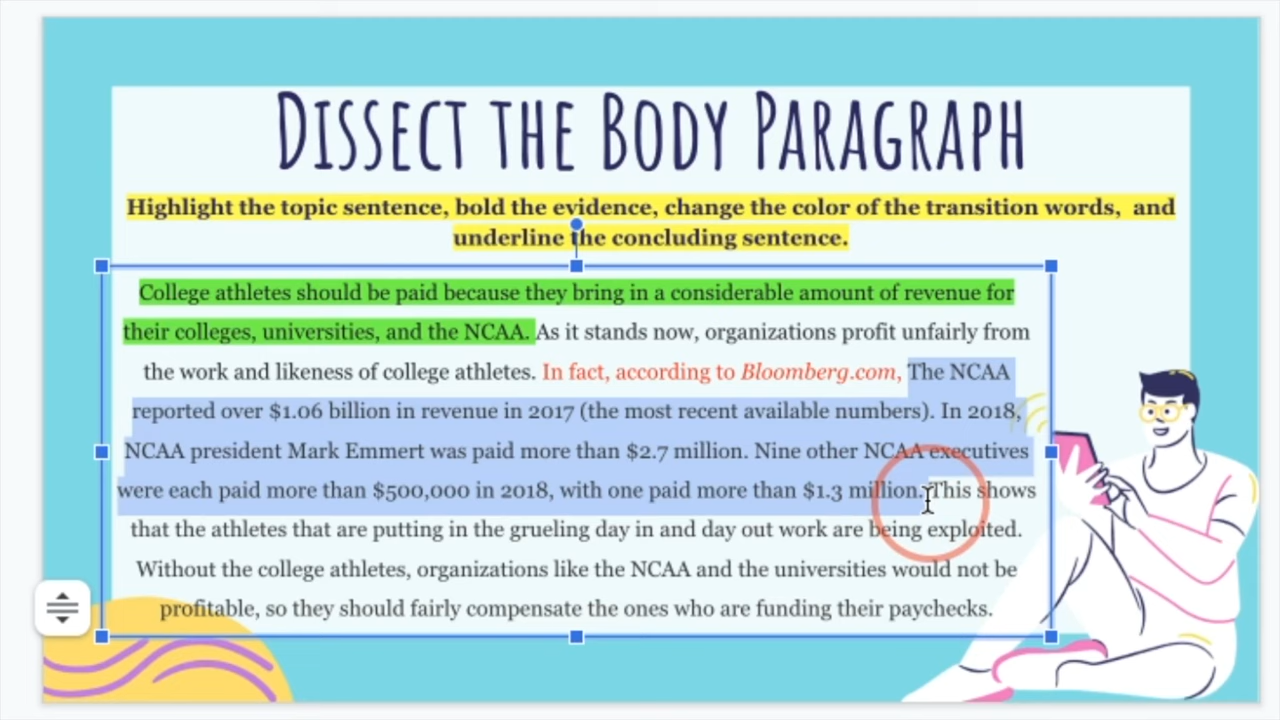 DISSECT THE BODY PARAGRAPH
Highlight the topic sentence, bold the evidence, change the color of the transition words,  and
underline the concluding sentence.
College athletes should be paid because they bring in a considerable amount of revenue for
their colleges, universities, and the NCAA. As it stands now, organizations profit unfairly from
the work and likeness of college athletes. In fact, according to Bloomberg.com, The NCAA
reported over $1.06 billion in revenue in 2017 (the most recent available numbers). In 2018,
NCAA president Mark Emmert was paid more than $2.7 million. Nine other NCAA executives
were each paid more than $500,000 in 2018, with one paid more than $1.3 million. This shows
that the athletes that are putting in the grueling day in and day out work are being exploited.
Without the college athletes, organizations like the NCAA and the universities would not be
profitable, so they should fairly compensate the ones who are funding their paychecks.